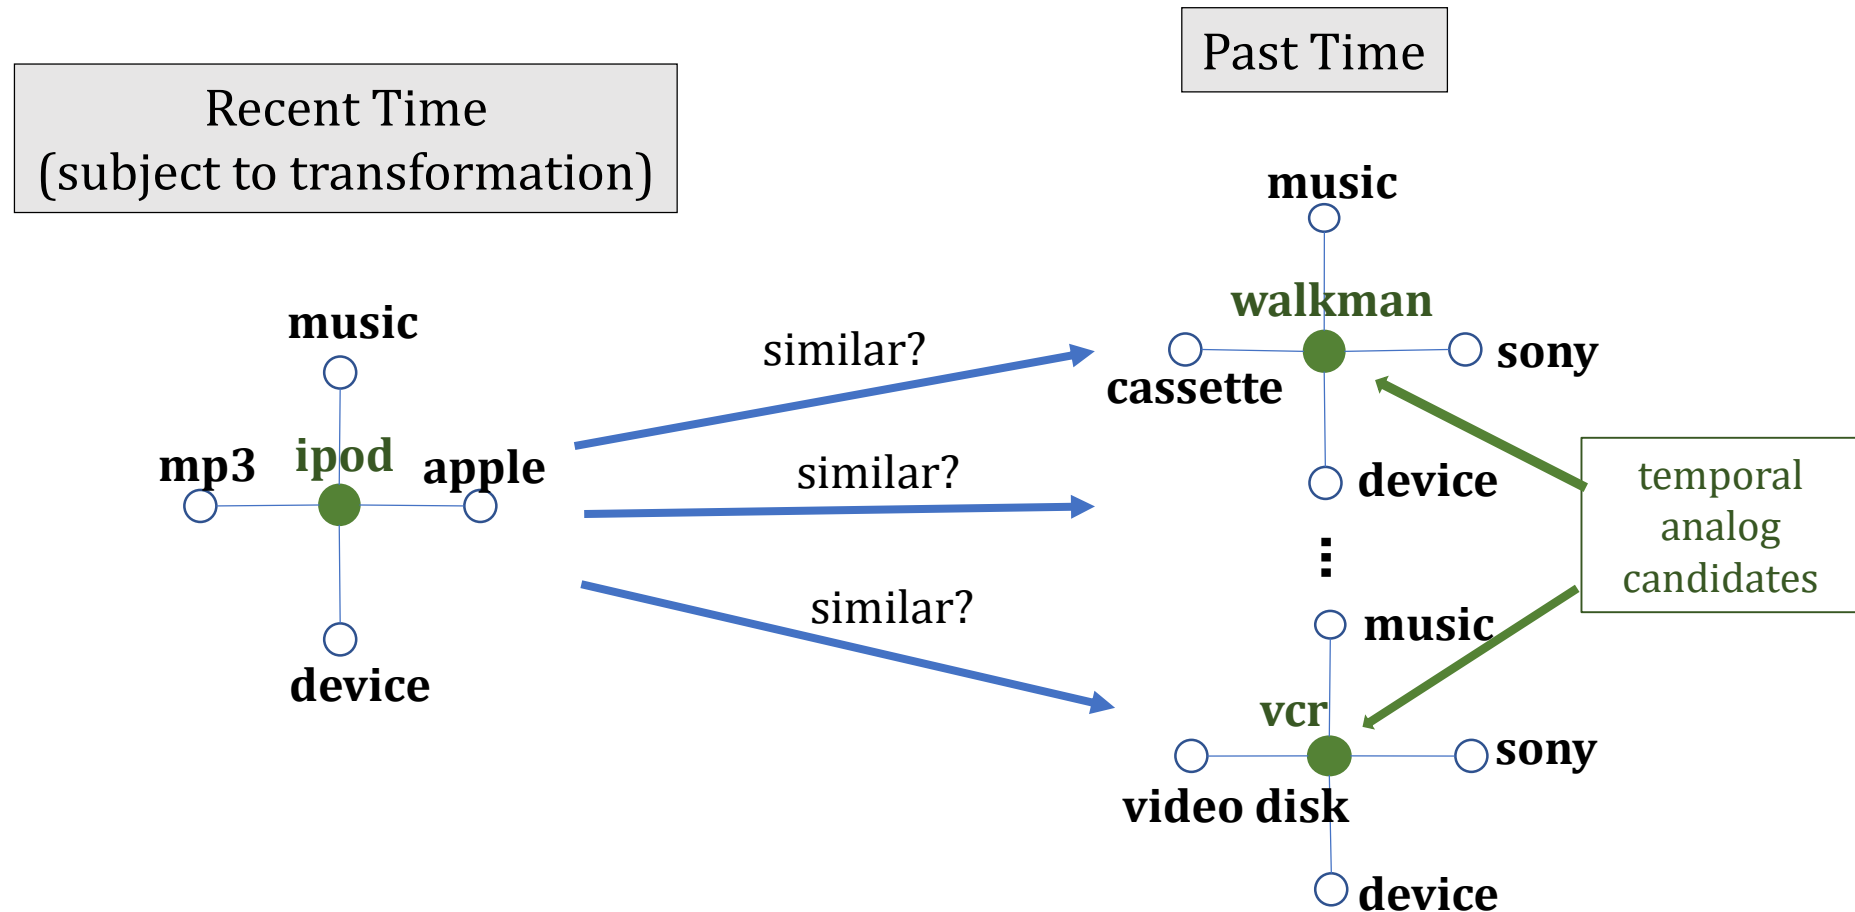 Recent Time
(subject to transformation)
Past Time
music
mp3
ipod
apple
device
similar?
similar?
similar?
music
walkman
cassette
sony
device
...
music
vcr
sony
video disk
device
temporal
analog
candidates